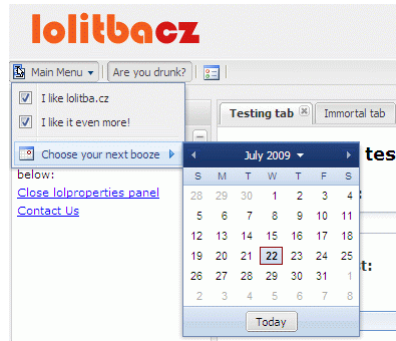 lolitbacz
Main Menu Are you drunk?
I like lolitba.cz
I like it even more!
Choose your next booze
Testing tab Immortal tab
July 2009
S M T W T F S
28 29 30 1 2 3 4
5 6 7 8 9 10 11
12 13 14 15 16 17 18
19 20 21 22 23 24 25
26 27 28 29 30 31 1
2 3 4 5 6 7 8
Today
below:
Close lolproperties panel
Contact Us